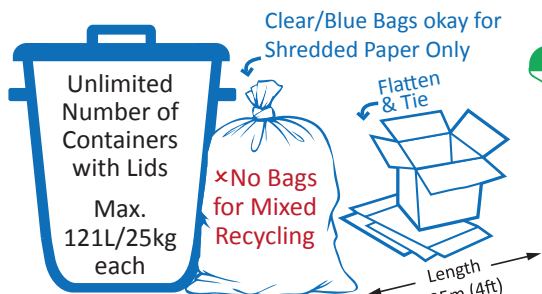 Clear/Blue Bags okay for
Shredded Paper Only
Unlimited
Number of
Containers
with Lids
Max.
121L/25kg
each
×No Bags
for Mixed
Recycling
Flatten
& Tie
Length
(4ft)